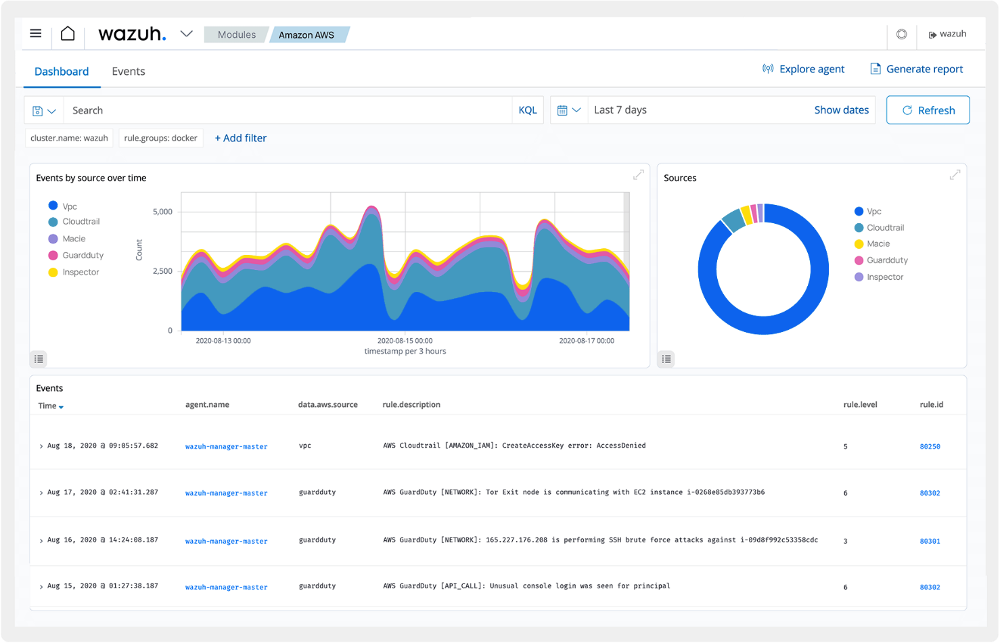 wazuh. Modules Amazon AWS wazuh
Dashboard Events Explore agent Generate report
Search KQL Last 7 days Show dates Refresh
cluster.name: wazuh rule.groups: docker + Add filter
Events by source over time
Vpc
Cloudtrail
Macie
Guardduty
Inspector
Count
5,000
2,500
0
2020-08-13 00:00 2020-08-15 00:00 2020-08-17 00:00
timestamp per 3 hours
Sources
Vpc
Cloudtrail
Macie
Guardduty
Inspector
Events
Time agent.name data.aws.source rule.description rule.level rule.id
Aug 18, 2020 @ 09:05:57.682 wazuh-manager-master vpc AWS Cloudtrail [AMAZON_IAM]: CreateAccessKey error: AccessDenied 5 80250
Aug 17, 2020 @ 02:41:31.287 wazuh-manager-master guardduty AWS GuardDuty [NETWORK]: Tor Exit node is communicating with EC2 instance i-0268e85db393773b6 6 80302
Aug 16, 2020 @ 14:24:08.187 wazuh-manager-master guardduty AWS GuardDuty [NETWORK]: 165.227.176.208 is performing SSH brute force attacks against i-09d8f992c53358cdc 3 80301
Aug 15, 2020 @ 01:27:38.187 wazuh-manager-master guardduty AWS GuardDuty [API_CALL]: Unusual console login was seen for principal 6 80302